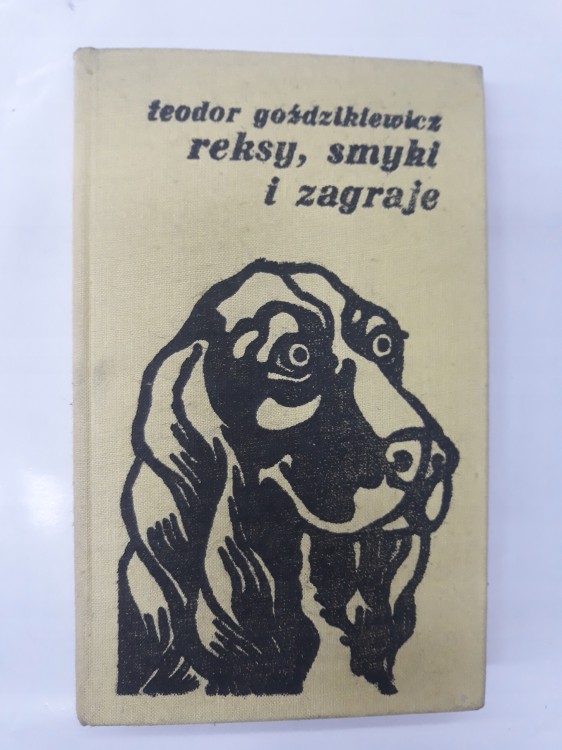 teodor goździkiewicz
reksy, smyki
i zagraje